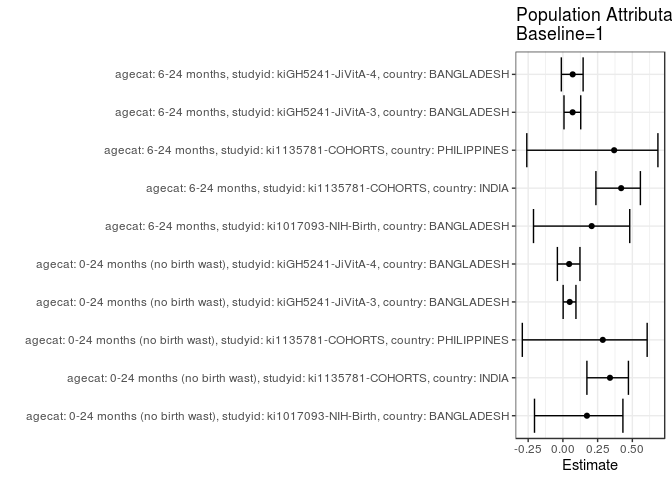 Population Attributa
Baseline=1
agecat: 6-24 months, studyid: kiGH5241-JiVitA-4, country: BANGLADESH
agecat: 6-24 months, studyid: kiGH5241-JiVitA-3, country: BANGLADESH
agecat: 6-24 months, studyid: ki1135781-COHORTS, country: PHILIPPINES
agecat: 6-24 months, studyid: ki1135781-COHORTS, country: INDIA
agecat: 6-24 months, studyid: ki1017093-NIH-Birth, country: BANGLADESH
agecat: 0-24 months (no birth wast), studyid: kiGH5241-JiVitA-4, country: BANGLADESH
agecat: 0-24 months (no birth wast), studyid: kiGH5241-JiVitA-3, country: BANGLADESH
agecat: 0-24 months (no birth wast), studyid: ki1135781-COHORTS, country: PHILIPPINES
agecat: 0-24 months (no birth wast), studyid: ki1135781-COHORTS, country: INDIA
agecat: 0-24 months (no birth wast), studyid: ki1017093-NIH-Birth, country: BANGLADESH
-0.25 0.00 0.25 0.50
Estimate